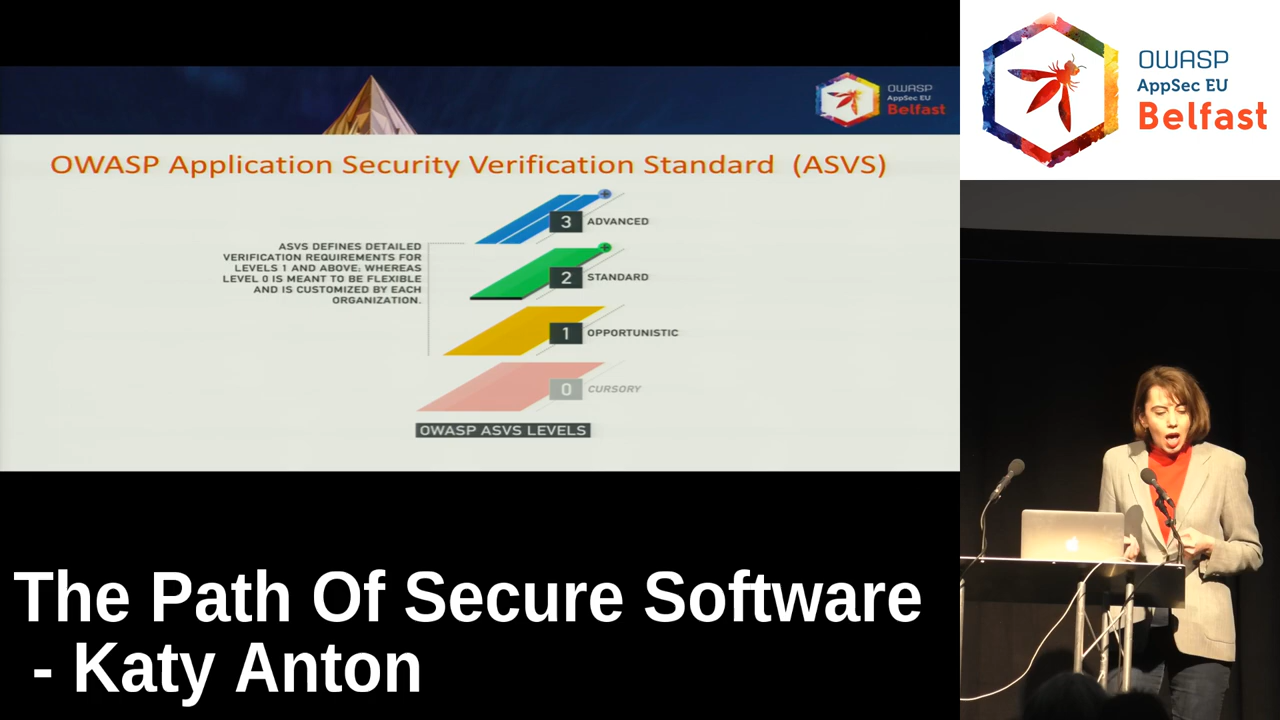 OWASP
AppSec EU
Belfast
OWASP Application Security Verification Standard (ASVS)
3 ADVANCED
ASVS DEFINES DETAILED
VERIFICATION REQUIREMENTS FOR
LEVELS 1 AND ABOVE; WHEREAS
LEVEL 0 IS MEANT TO BE FLEXIBLE
AND IS CUSTOMIZED BY EACH
ORGANIZATION.
2 STANDARD
1 OPPORTUNISTIC
0 CURSORY
OWASP ASVS LEVELS
The Path Of Secure Software
- Katy Anton
OWASP
AppSec EU
Belfast